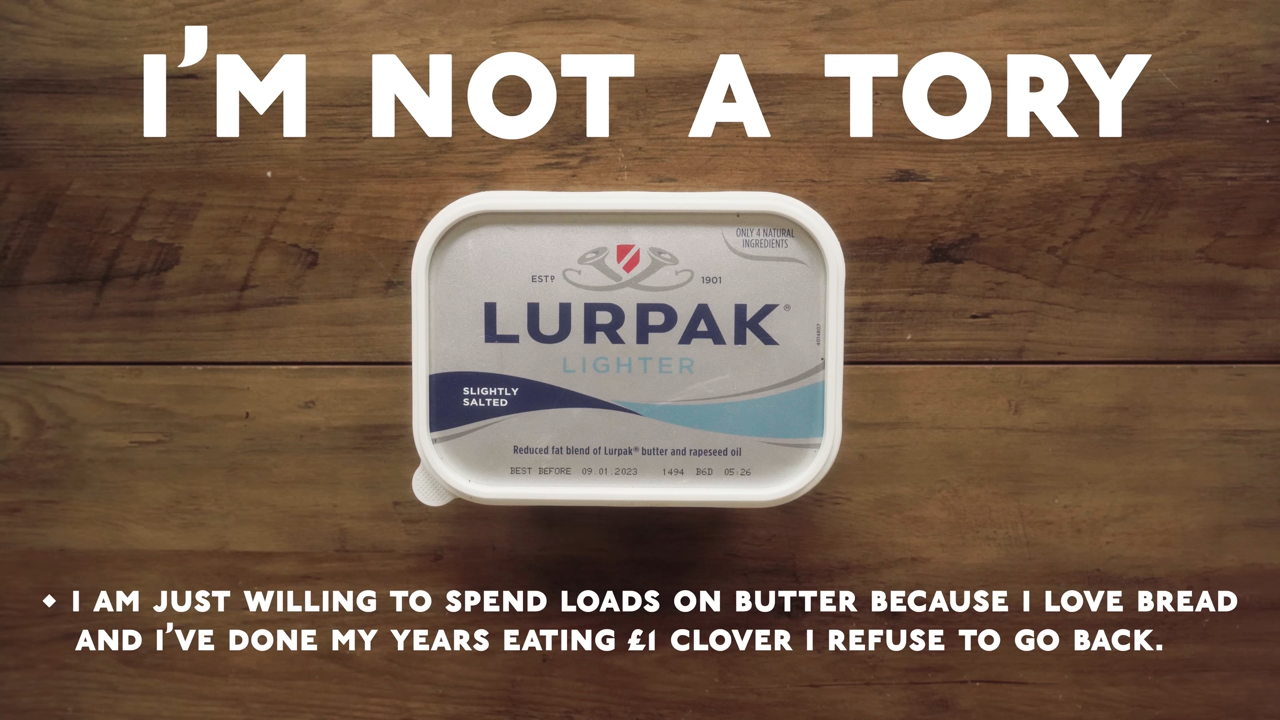 I'M NOT A TORY
ONLY 4 NATURAL
INGREDIENTS
ESTD 1901
LURPAK®
LIGHTER
SLIGHTLY
SALTED
Reduced fat blend of Lurpak® butter and rapeseed oil
BEST BEFORE 09.01.2023 1494 B6D 05:26
◆ I AM JUST WILLING TO SPEND LOADS ON BUTTER BECAUSE I LOVE BREAD
AND I'VE DONE MY YEARS EATING £1 CLOVER I REFUSE TO GO BACK.